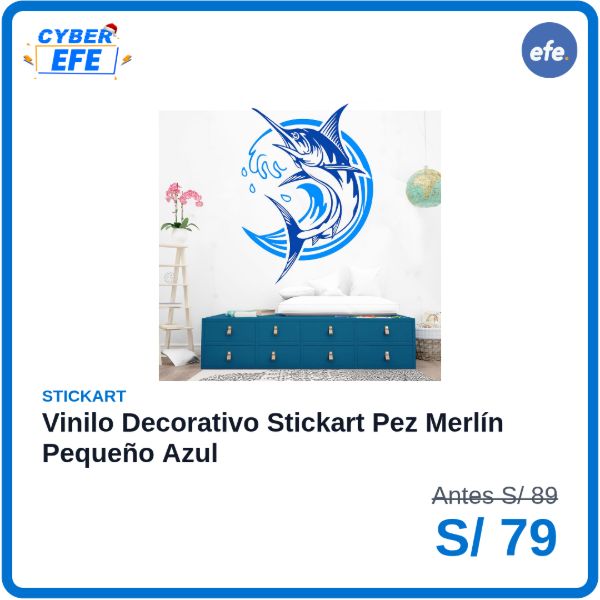 CYBER
EFE
efe.
STICKART
Vinilo Decorativo Stickart Pez Merlín
Pequeño Azul
Antes S/ 89
S/ 79